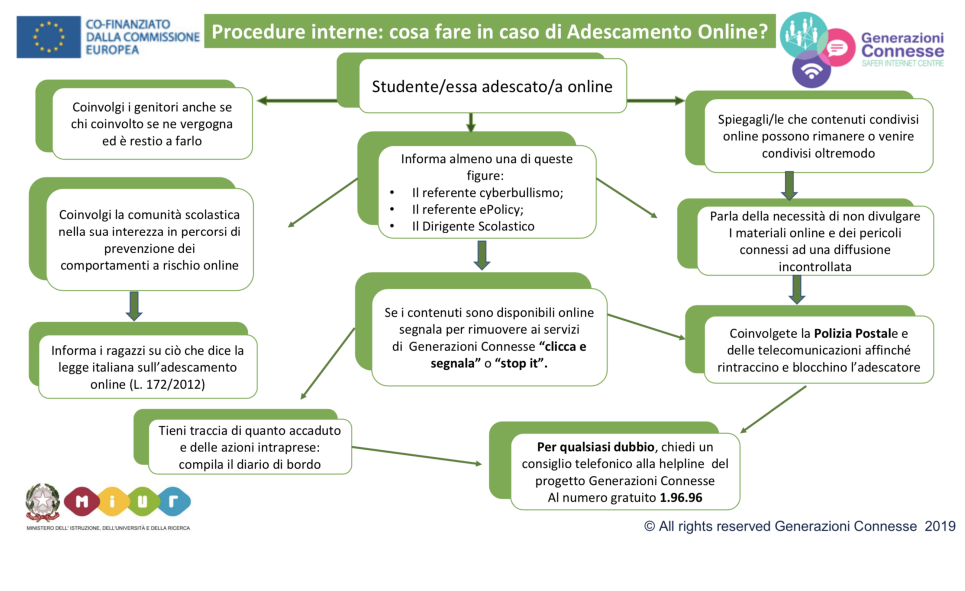 CO-FINANZIATO
DALLA COMMISSIONE
EUROPEA
Procedure interne: cosa fare in caso di Adescamento Online?
Generazioni
Connesse
SAFER INTERNET CENTRE
Studente/essa adescato/a online
Coinvolgi i genitori anche se
chi coinvolto se ne vergogna
ed è restio a farlo
Informa almeno una di queste
figure:
• Il referente cyberbullismo;
• Il referente ePolicy;
• Il Dirigente Scolastico
Spiegagli/le che contenuti condivisi
online possono rimanere o venire
condivisi oltremodo
Coinvolgi la comunità scolastica
nella sua interezza in percorsi di
prevenzione dei
comportamenti a rischio online
Parla della necessità di non divulgare
I materiali online e dei pericoli
connessi ad una diffusione
incontrollata
Se i contenuti sono disponibili online
segnala per rimuovere ai servizi
di Generazioni Connesse “clicca e
segnala” o “stop it”.
Informa i ragazzi su ciò che dice la
legge italiana sull’adescamento
online (L. 172/2012)
Coinvolgete la Polizia Postale e
delle telecomunicazioni affinché
rintraccino e blocchino l’adescatore
Tieni traccia di quanto accaduto
e delle azioni intraprese:
compila il diario di bordo
Per qualsiasi dubbio, chiedi un
consiglio telefonico alla helpline del
progetto Generazioni Connesse
Al numero gratuito 1.96.96
miur
MINISTERO DELL’ ISTRUZIONE, DELL’UNIVERSITÀ E DELLA RICERCA
© All rights reserved Generazioni Connesse 2019